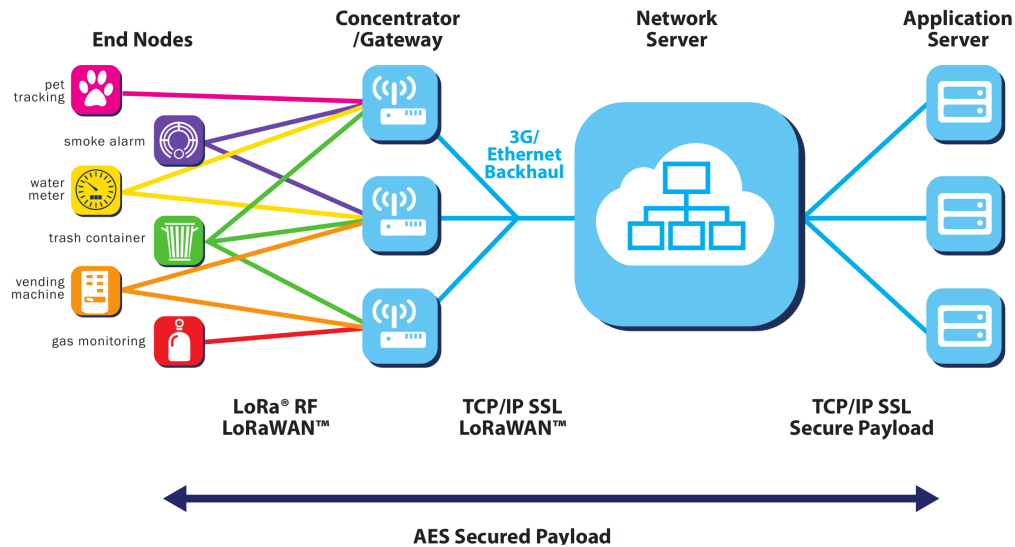 End Nodes
Concentrator
/Gateway
Network
Server
Application
Server
pet
tracking
smoke alarm
water
meter
trash container
vending
machine
gas monitoring
3G/
Ethernet
Backhaul
LoRa® RF
LoRaWAN™
TCP/IP SSL
LoRaWAN™
TCP/IP SSL
Secure Payload
AES Secured Payload